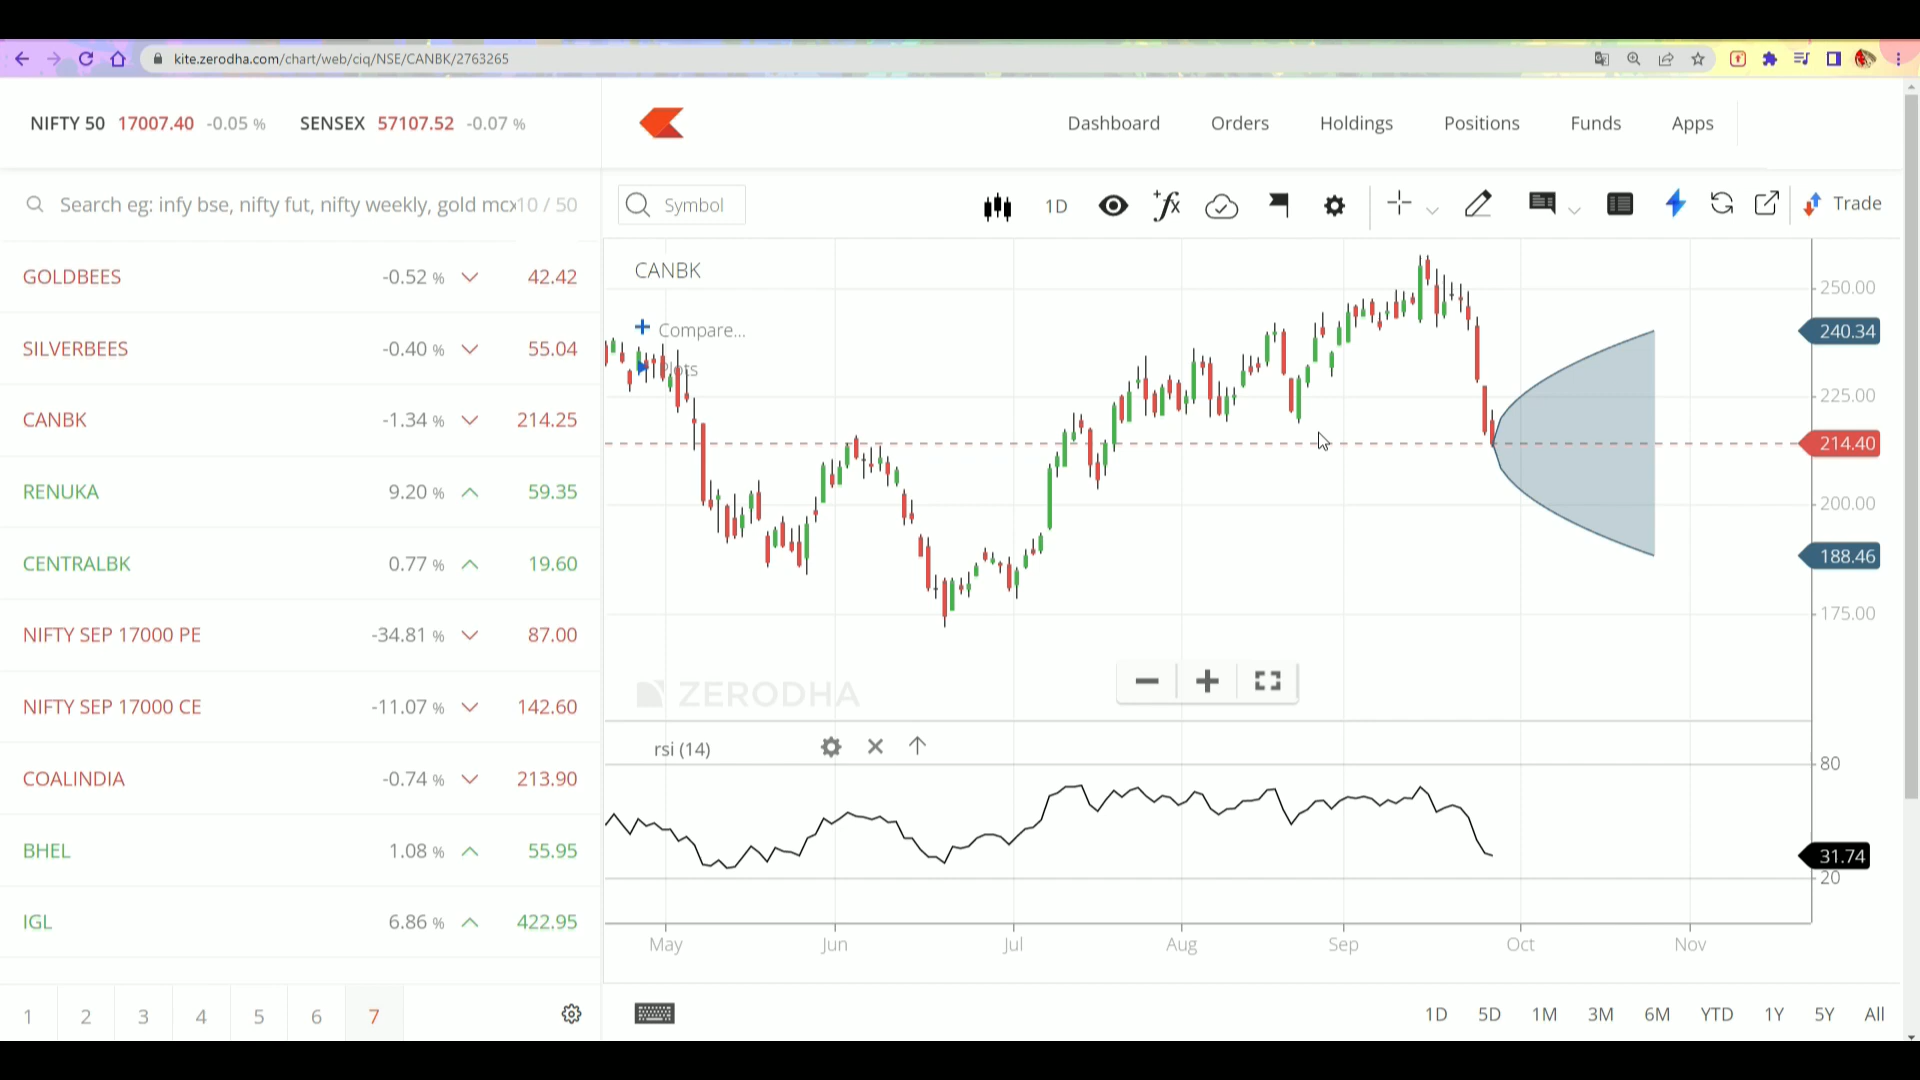 kite.zerodha.com/chart/web/ciq/NSE/CANBK/2763265
NIFTY 50 17007.40 -0.05 % SENSEX 57107.52 -0.07 %
Dashboard Orders Holdings Positions Funds Apps
Search eg: infy bse, nifty fut, nifty weekly, gold mcx 10 / 50
Symbol 1D Trade
GOLDBEES -0.52 % 42.42
SILVERBEES -0.40 % 55.04
CANBK -1.34 % 214.25
RENUKA 9.20 % 59.35
CENTRALBK 0.77 % 19.60
NIFTY SEP 17000 PE -34.81 % 87.00
NIFTY SEP 17000 CE -11.07 % 142.60
COALINDIA -0.74 % 213.90
BHEL 1.08 % 55.95
IGL 6.86 % 422.95
1 2 3 4 5 6 7
CANBK
Compare...
Plots
250.00
240.34
225.00
214.40
200.00
188.46
175.00
ZERODHA
rsi (14)
80
31.74
20
May Jun Jul Aug Sep Oct Nov
1D 5D 1M 3M 6M YTD 1Y 5Y All